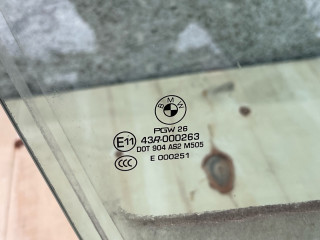 BMW
PGW 26
E11 43R-000263
DOT 904 AS2 M505
CCC E 000251